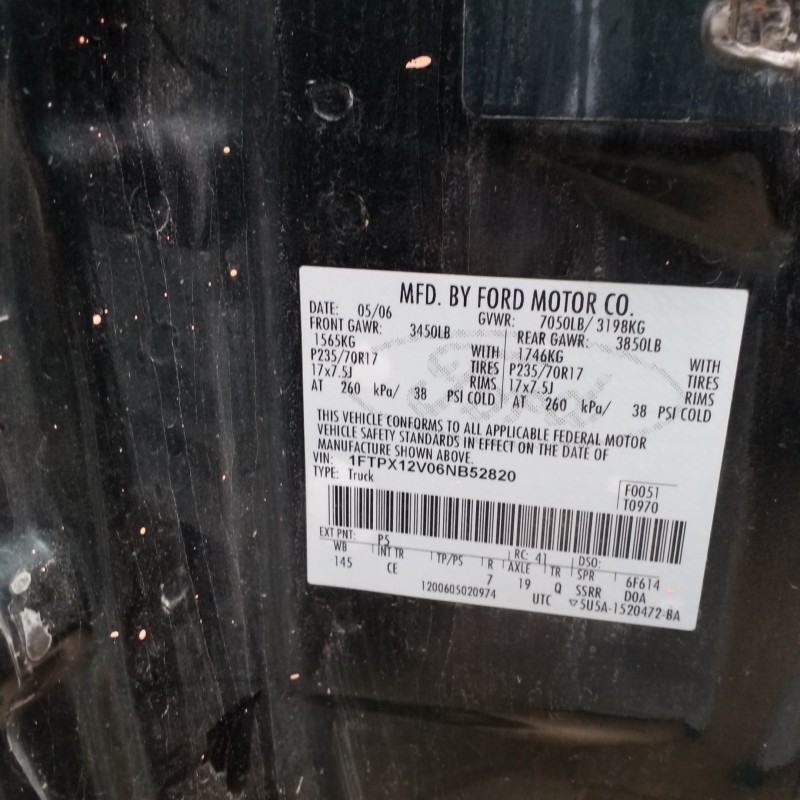 MFD. BY FORD MOTOR CO.
DATE: 05/06 GVWR: 7050LB/ 3198KG
FRONT GAWR: 3450LB REAR GAWR: 3850LB
1565KG WITH 1746KG WITH
P235/70R17 TIRES P235/70R17 TIRES
17x7.5J RIMS 17x7.5J RIMS
AT 260 kPa/ 38 PSI COLD AT 260 kPa/ 38 PSI COLD
THIS VEHICLE CONFORMS TO ALL APPLICABLE FEDERAL MOTOR
VEHICLE SAFETY STANDARDS IN EFFECT ON THE DATE OF
MANUFACTURE SHOWN ABOVE.
VIN: 1FTPX12V06NB52820
TYPE: Truck
F0051
T0970
EXT PNT: P5 RC: 41 DSO:
WB INT TR TP/PS R AXLE TR SPR 6F614
145 CE 7 19 Q SSRR DOA
1200605020974 UTC ▽5U5A-1520472-BA